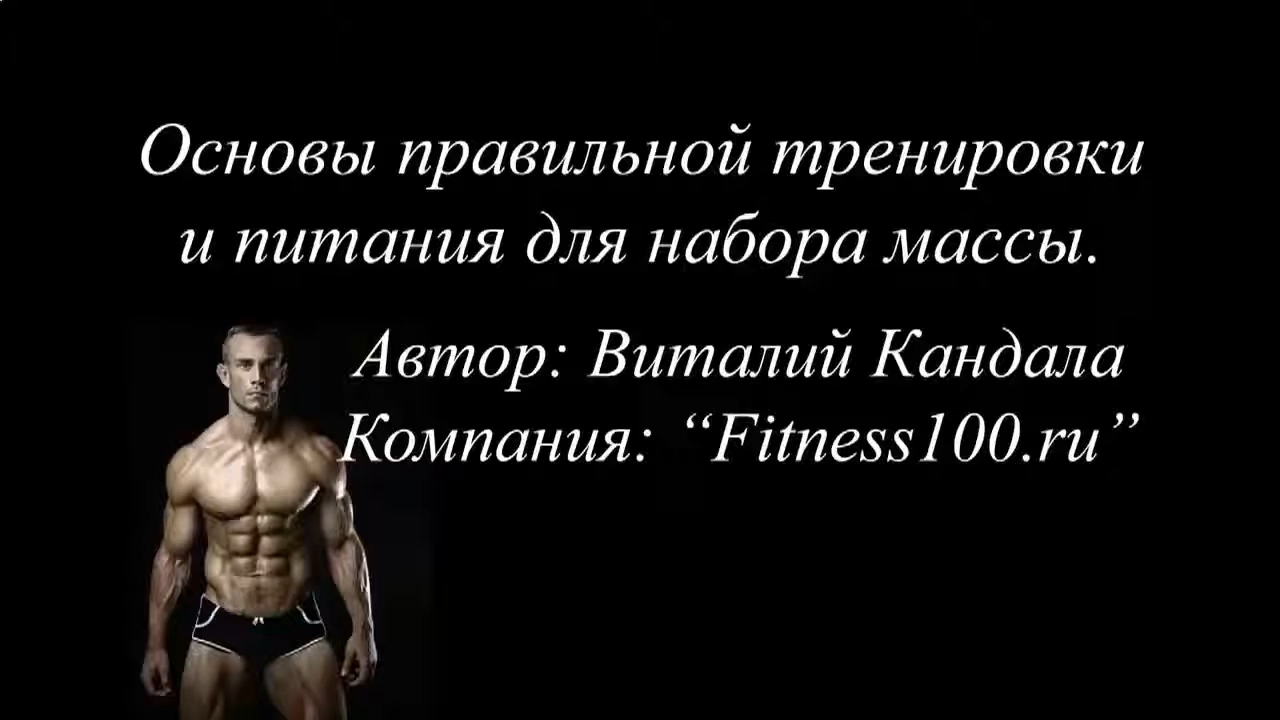 Основы правильной тренировки
и питания для набора массы.
Автор: Виталий Кандала
Компания: “Fitness100.ru”